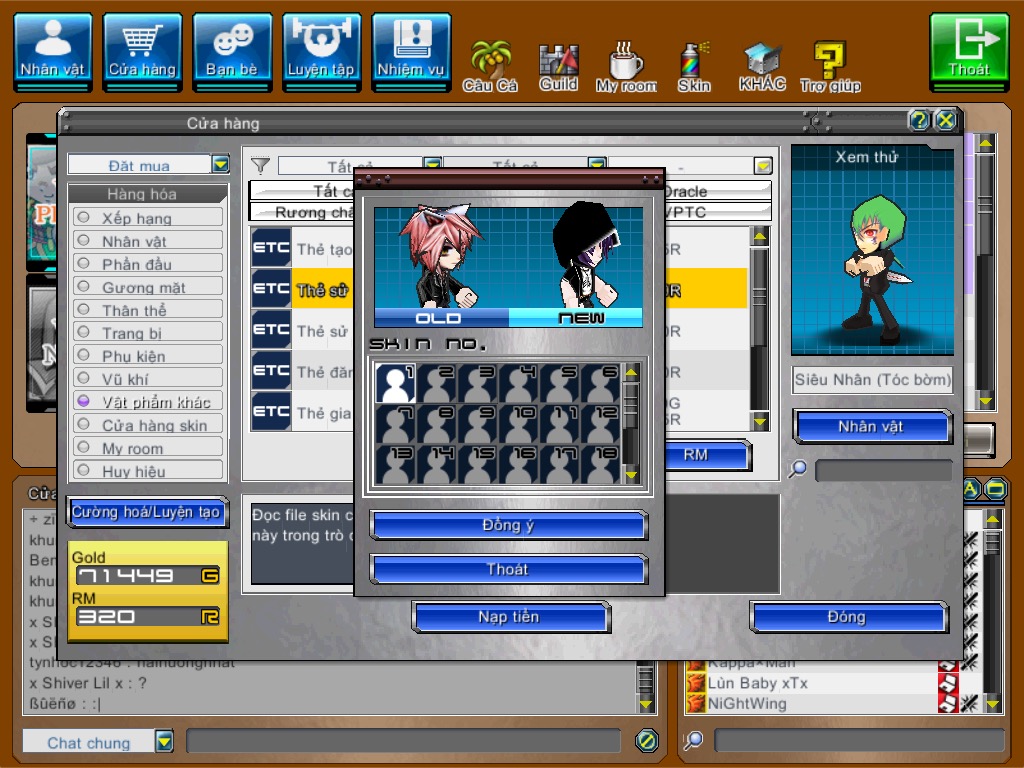 Nhân vật
Cửa hàng
Bạn bè
Luyện tập
Nhiệm vụ
Câu Cá
Guild
My room
Skin
KHÁC
Trợ giúp
Thoát
Cửa hàng
Đặt mua
Hàng hóa
Xếp hạng
Nhân vật
Phần đầu
Gương mặt
Thân thể
Trang bị
Phụ kiện
Vũ khí
Vật phẩm khác
Cửa hàng skin
My room
Huy hiệu
Cường hoá/Luyện tạo
Gold
71449 G
RM
320 R
Tất cả
Tất cả
-
Tất
Oracle
Rương
VPTC
ETC Thẻ tạo
ETC Thẻ sử
ETC Thẻ sử
ETC Thẻ
ETC Thẻ gia
RM
Đọc file skin
này trong trò
OLD NEW
SKIN NO.
1 2 3 4 5 6
7 8 9 10 11 12
13 14 15 16 17 18
Đồng ý
Thoát
Nạp tiền
Đóng
Xem thử
Siêu Nhân (Tóc bờm)
Nhân vật
x Shiver Lil x : ?
ßûëñø : :|
Chat chung
Kappa×Man
Lùn Baby xTx
NiGhtWing